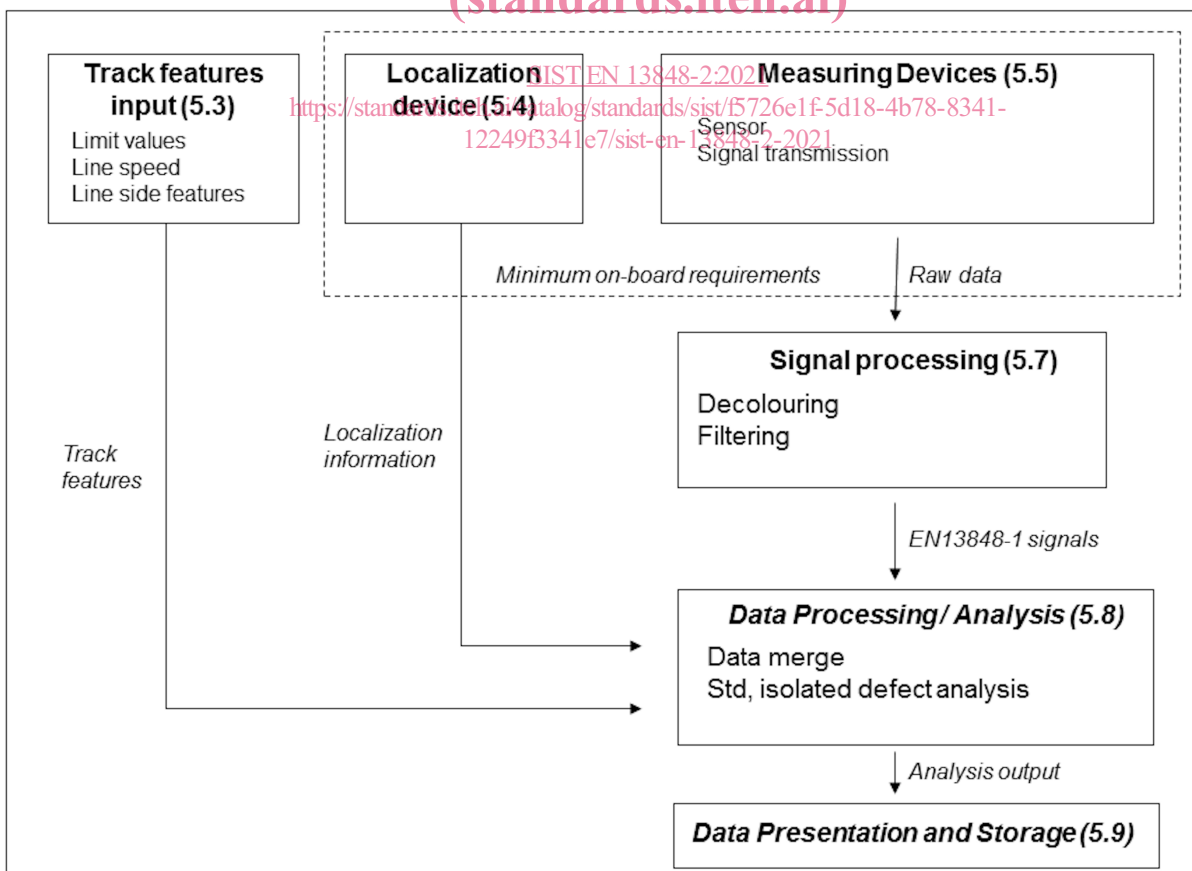 (standards.iteh.ai)
Track features
input (5.3)
Limit values
Line speed
Line side features
Localization
device (5.4)
SIST EN 13848-2:2021
https://standards.iteh.ai/catalog/standards/sist/f5726e1f-5d18-4b78-8341-
12249f3341e7/sist-en-13848-2-2021
Measuring Devices (5.5)
Sensor
Signal transmission
Minimum on-board requirements
Raw data
Signal processing (5.7)
Decolouring
Filtering
Track
features
Localization
information
EN13848-1 signals
Data Processing/ Analysis (5.8)
Data merge
Std, isolated defect analysis
Analysis output
Data Presentation and Storage (5.9)